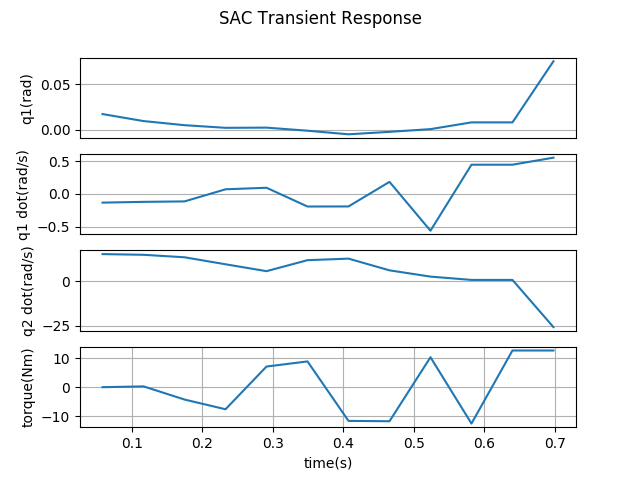 SAC Transient Response
q1(rad)
0.05
0.00
q1 dot(rad/s)
0.5
0.0
−0.5
q2 dot(rad/s)
0
−25
torque(Nm)
10
0
−10
0.1 0.2 0.3 0.4 0.5 0.6 0.7
time(s)